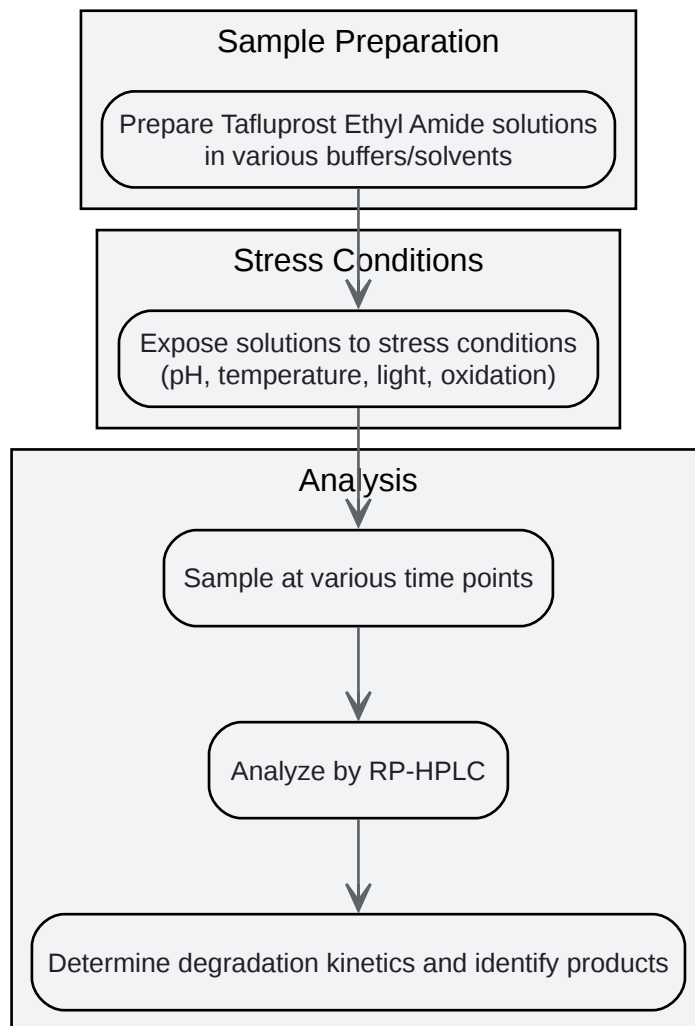 Sample Preparation
Prepare Tafluprost Ethyl Amide solutions
in various buffers/solvents
Stress Conditions
Expose solutions to stress conditions
(pH, temperature, light, oxidation)
Analysis
Sample at various time points
Analyze by RP-HPLC
Determine degradation kinetics and identify products